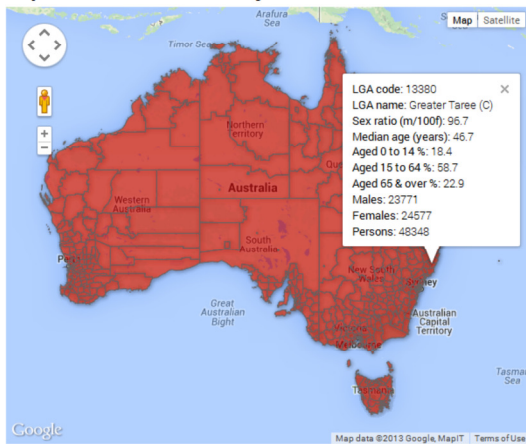 Arafura
Sea
Map Satellite
Timor Sea
LGA code: 13380
LGA name: Greater Taree (C)
Sex ratio (m/100f): 96.7
Median age (years): 46.7
Aged 0 to 14 %: 18.4
Aged 15 to 64 %: 58.7
Aged 65 & over %: 22.9
Males: 23771
Females: 24577
Persons: 48348
Northern
Territory
Australia
Western
Australia
South
Australia
New South
Wales
Sydney
Great
Australian
Bight
Australian
Capital
Territory
Victoria
Melbourne
Tasmania
Sea
Google
Map data ©2013 Google, MapIT Terms of Use